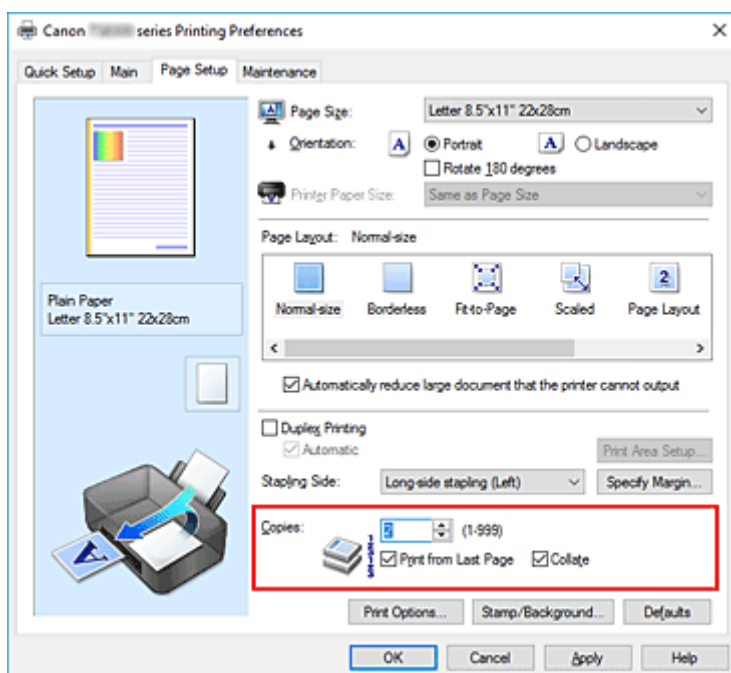 Canon series Printing Preferences
Quick Setup Main Page Setup Maintenance
Page Size: Letter 8.5"x11" 22x28cm
Orientation: A Portrait A Landscape
Rotate 180 degrees
Printer Paper Size: Same as Page Size
Page Layout: Normal-size
Normal-size Borderless Fit-to-Page Scaled Page Layout
Plain Paper
Letter 8.5"x11" 22x28cm
Automatically reduce large document that the printer cannot output
Duplex Printing
Automatic Print Area Setup...
Stapling Side: Long-side stapling (Left) Specify Margin...
Copies: 2 (1-999)
Print from Last Page Collate
Print Options... Stamp/Background... Defaults
OK Cancel Apply Help